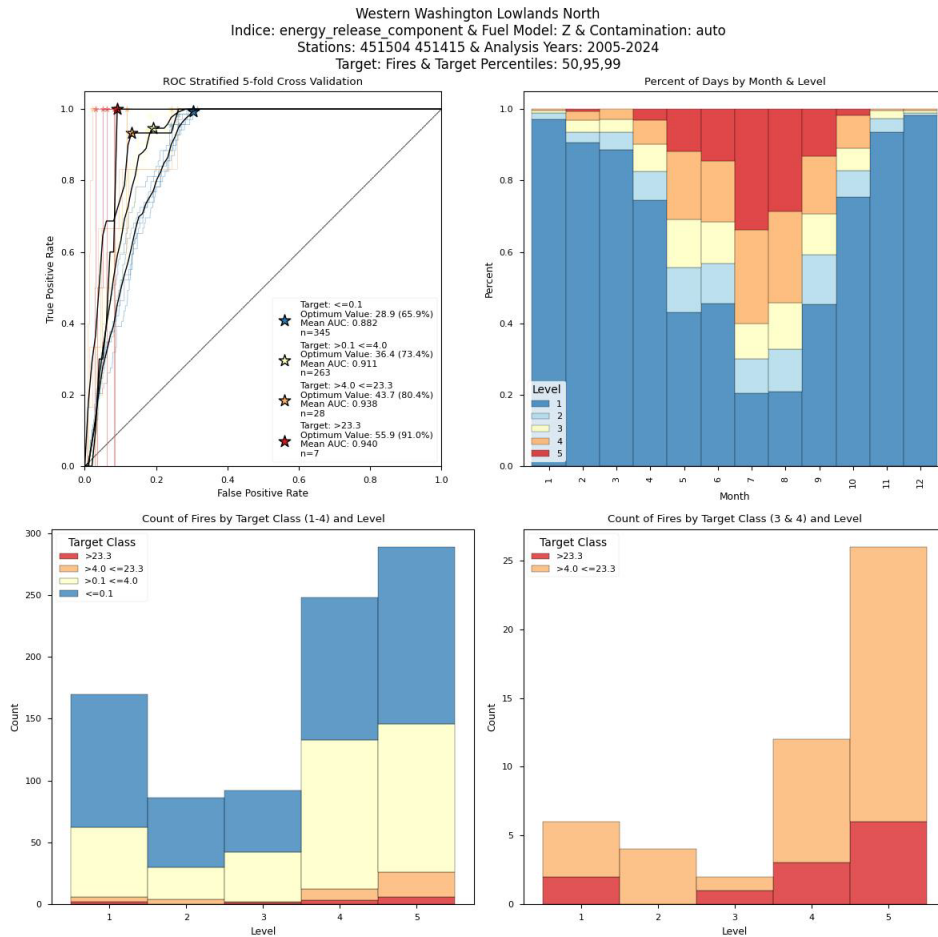 Western Washington Lowlands North
Indice: energy_release_component & Fuel Model: Z & Contamination: auto
Stations: 451504 451415 & Analysis Years: 2005-2024
Target: Fires & Target Percentiles: 50,95,99
ROC Stratified 5-fold Cross Validation
1.0
0.8
0.6
0.4
0.2
0.0
True Positive Rate
Target: <=0.1
Optimum Value: 28.9 (65.9%)
Mean AUC: 0.882
n=345
Target: >0.1 <=4.0
Optimum Value: 36.4 (73.4%)
Mean AUC: 0.911
n=263
Target: >4.0 <=23.3
Optimum Value: 43.7 (80.4%)
Mean AUC: 0.938
n=28
Target: >23.3
Optimum Value: 55.9 (91.0%)
Mean AUC: 0.940
n=7
0.0 0.2 0.4 0.6 0.8 1.0
False Positive Rate
Percent of Days by Month & Level
1.0
0.8
0.6
0.4
0.2
0.0
Percent
Level
1
2
3
4
5
1 2 3 4 5 6 7 8 9 10 11 12
Month
Count of Fires by Target Class (1-4) and Level
300
250
200
150
100
50
0
Count
Target Class
>23.3
>4.0 <=23.3
>0.1 <=4.0
<=0.1
1 2 3 4 5
Level
Count of Fires by Target Class (3 & 4) and Level
25
20
15
10
5
0
Count
Target Class
>23.3
>4.0 <=23.3
1 2 3 4 5
Level